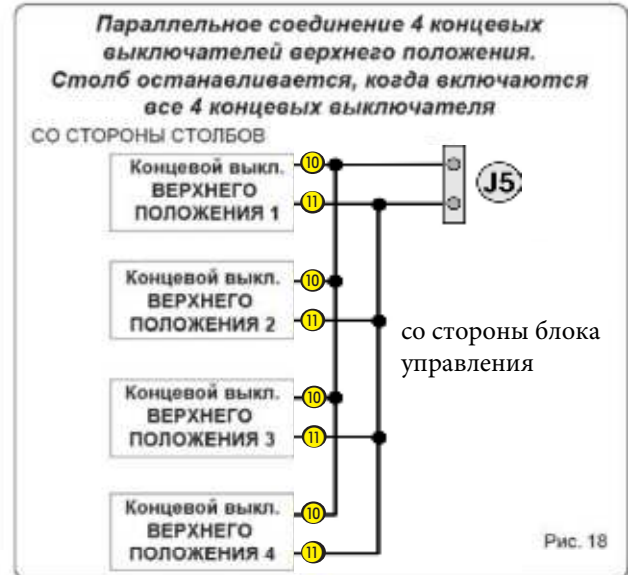 Параллельное соединение 4 концевых
выключателей верхнего положения.
Столб останавливается, когда включаются
все 4 концевых выключателя
СО СТОРОНЫ СТОЛБОВ
Концевой выкл.
ВЕРХНЕГО
ПОЛОЖЕНИЯ 1
10
11
J5
Концевой выкл.
ВЕРХНЕГО
ПОЛОЖЕНИЯ 2
10
11
со стороны блока
управления
Концевой выкл.
ВЕРХНЕГО
ПОЛОЖЕНИЯ 3
10
11
Концевой выкл.
ВЕРХНЕГО
ПОЛОЖЕНИЯ 4
10
11
Рис. 18